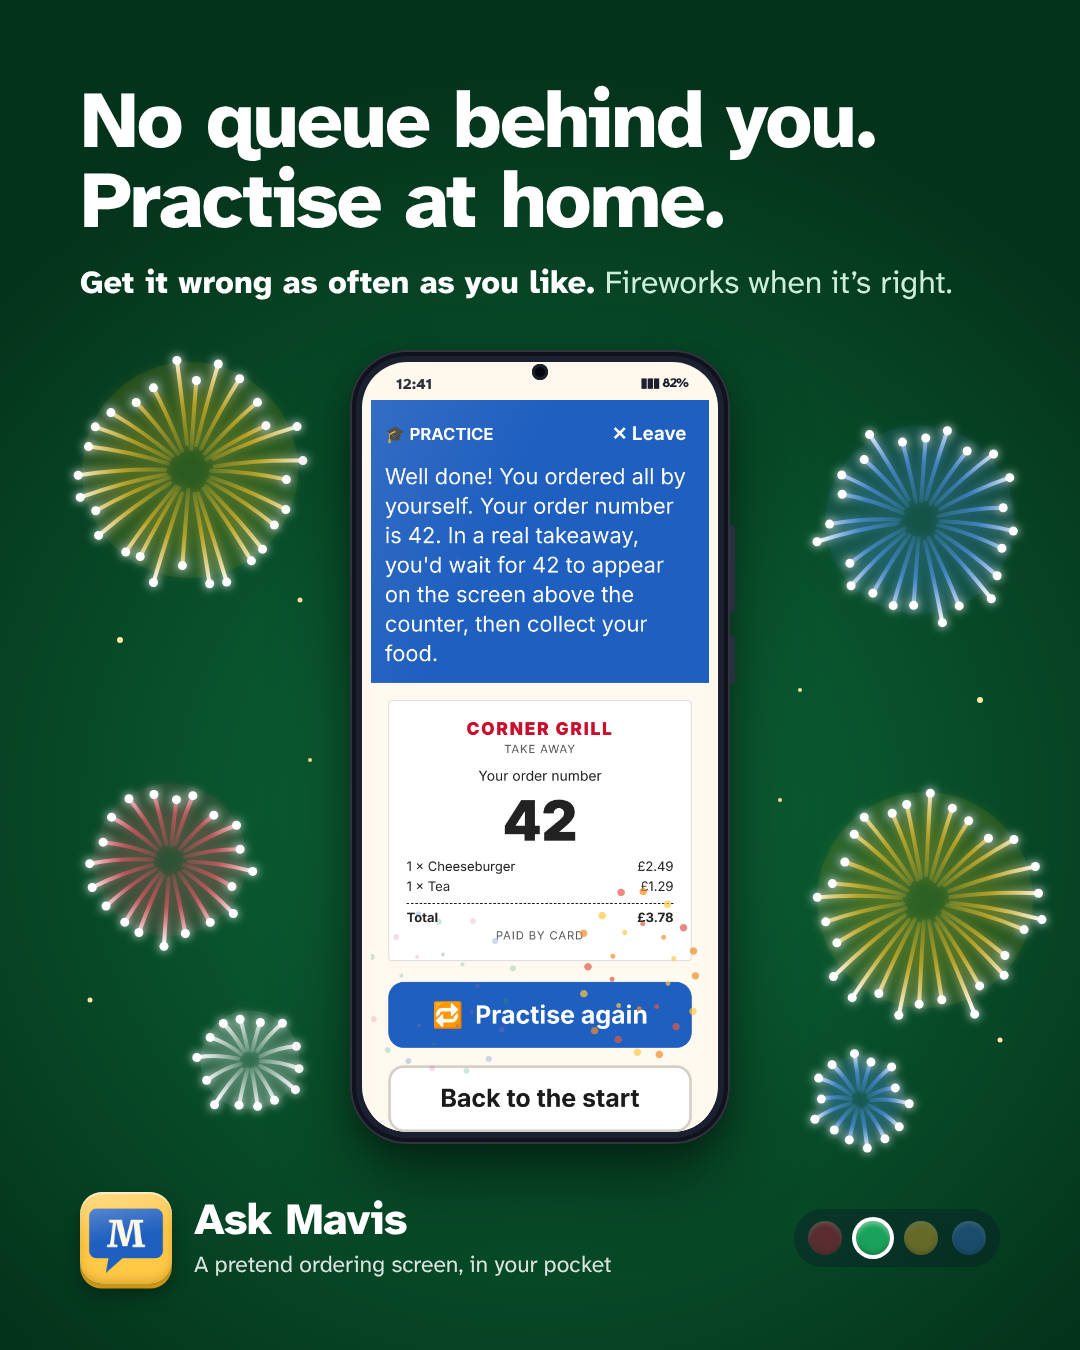 No queue behind you.
Practise at home.
Get it wrong as often as you like. Fireworks when it’s right.
12:41 82%
PRACTICE ✕ Leave
Well done! You ordered all by
yourself. Your order number
is 42. In a real takeaway,
you'd wait for 42 to appear
on the screen above the
counter, then collect your
food.
CORNER GRILL
TAKE AWAY
Your order number
42
1 × Cheeseburger £2.49
1 × Tea £1.29
Total £3.78
PAID BY CARD
Practise again
Back to the start
M
Ask Mavis
A pretend ordering screen, in your pocket